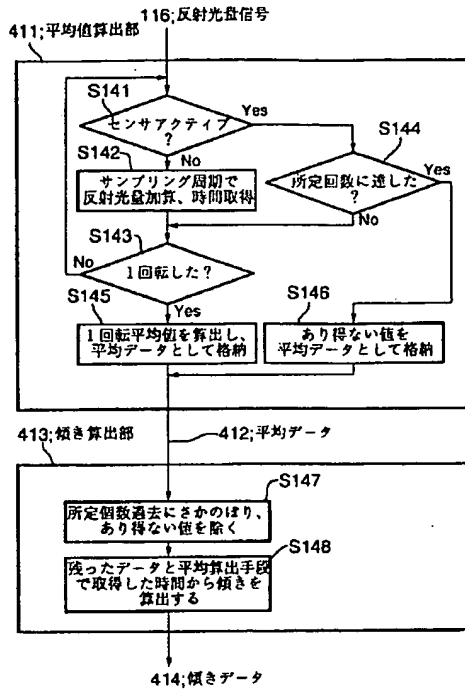 116;反射光量信号
411;平均値算出部
S141
センサアクティブ
?
Yes
No
S142
サンプリング周期で
反射光量加算、時間取得
S144
所定回数に達した
?
Yes
No
S143
1回転した?
No
Yes
S145
1回転平均値を算出し、
平均データとして格納
S146
あり得ない値を
平均データとして格納
413;傾き算出部
412;平均データ
S147
所定個数過去にさかのぼり、
あり得ない値を除く
S148
残ったデータと平均算出手段
で取得した時間から傾きを
算出する
414;傾きデータ